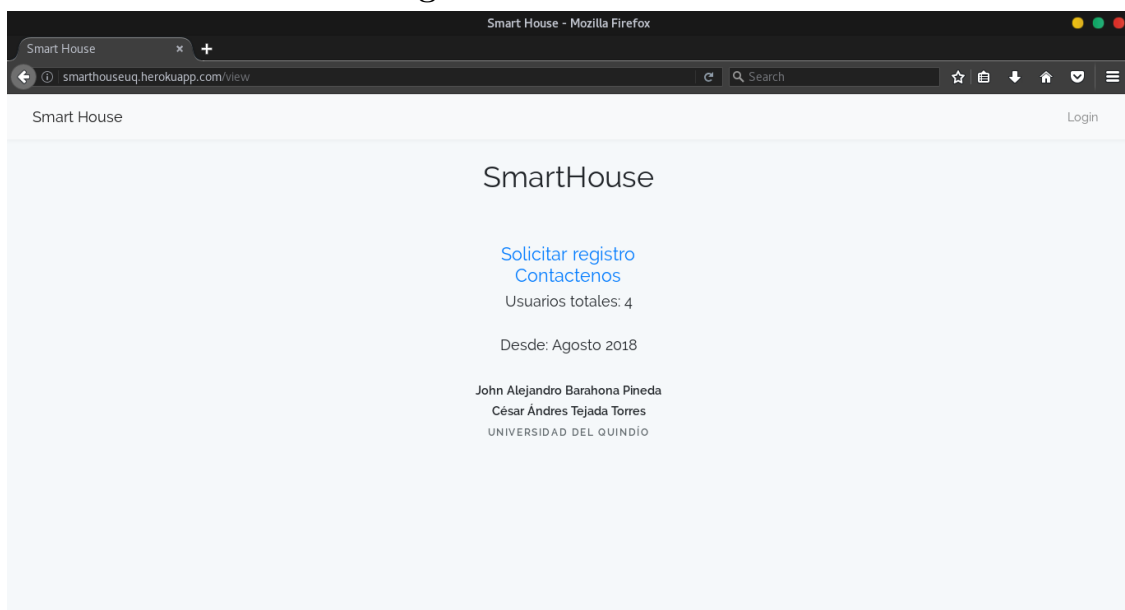 Smart House - Mozilla Firefox
Smart House
smarthouseuq.herokuapp.com/view
Search
Smart House
Login
SmartHouse
Solicitar registro
Contactenos
Usuarios totales: 4
Desde: Agosto 2018
John Alejandro Barahona Pineda
César Ándres Tejada Torres
UNIVERSIDAD DEL QUINDÍO